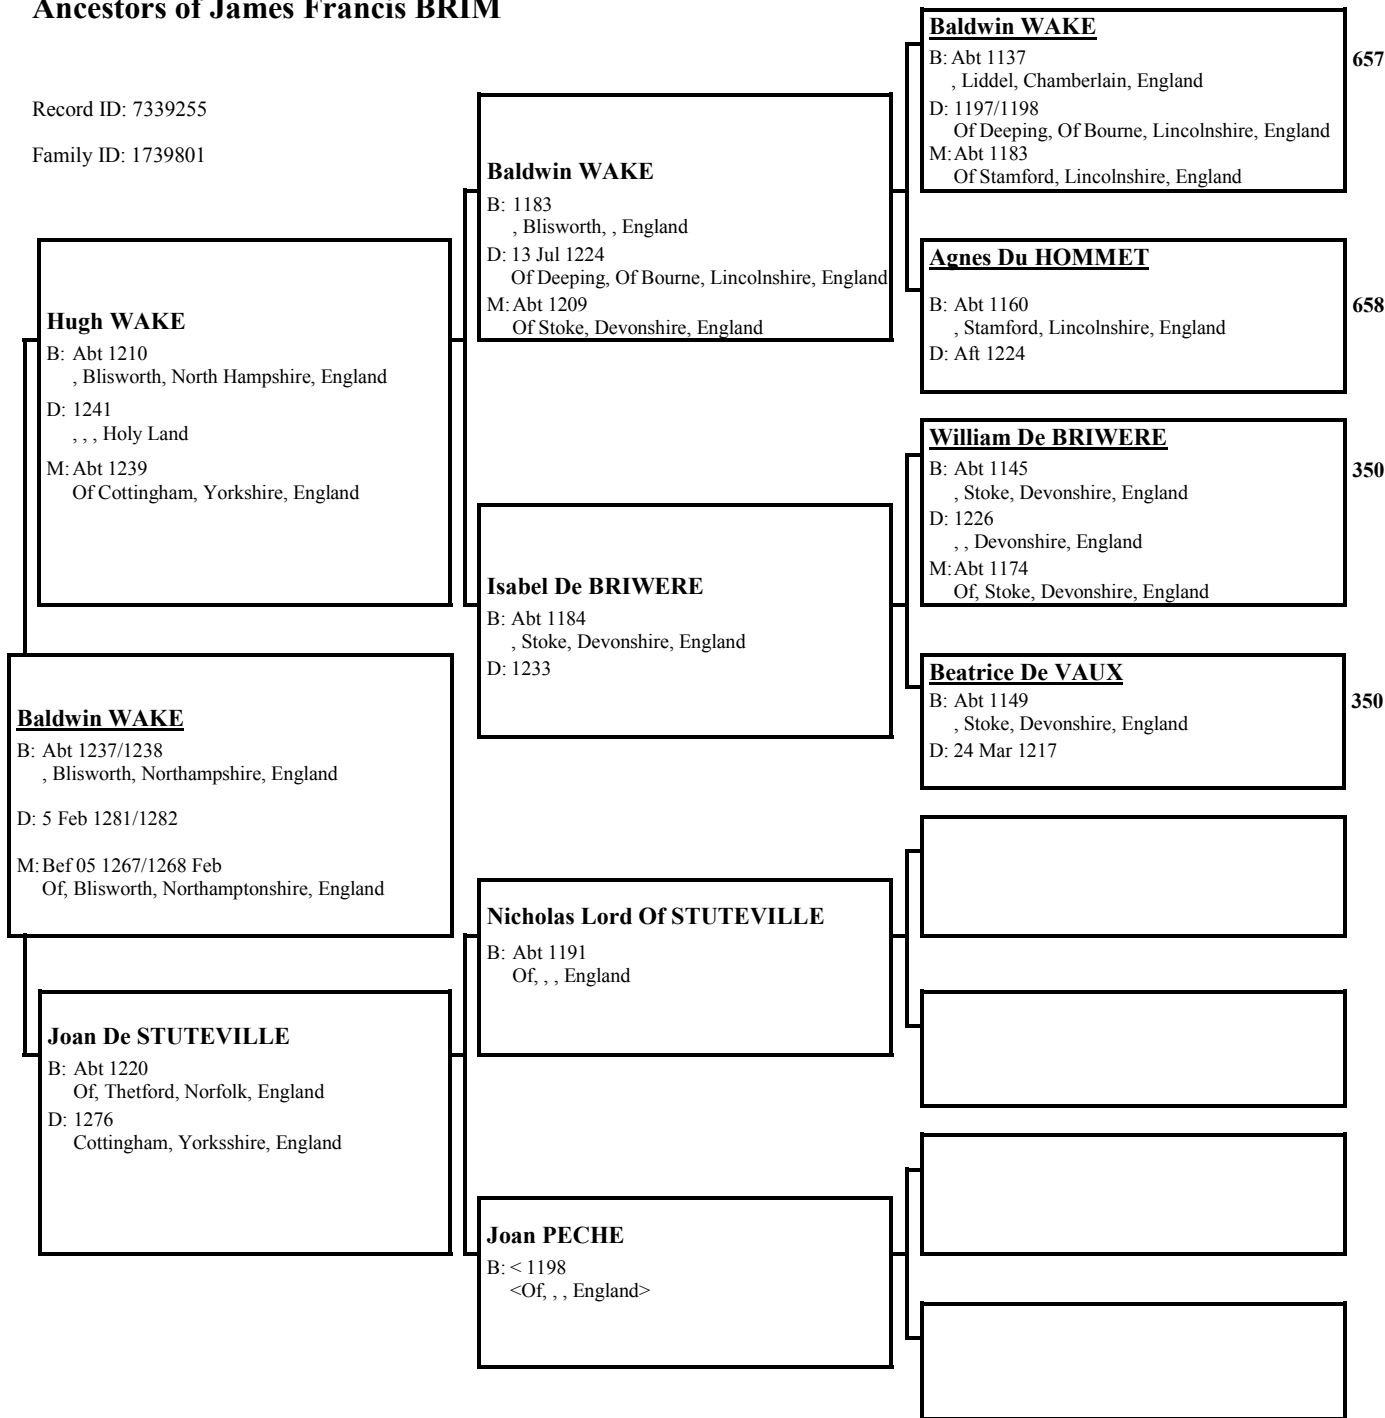 Ancestors of James Francis BRIM
Record ID: 7339255
Family ID: 1739801
Baldwin WAKE
B: Abt 1237/1238
, Blisworth, Northampshire, England
D: 5 Feb 1281/1282
M: Bef 05 1267/1268 Feb
Of, Blisworth, Northamptonshire, England
Hugh WAKE
B: Abt 1210
, Blisworth, North Hampshire, England
D: 1241
, , , Holy Land
M: Abt 1239
Of Cottingham, Yorkshire, England
Joan De STUTEVILLE
B: Abt 1220
Of, Thetford, Norfolk, England
D: 1276
Cottingham, Yorksshire, England
Baldwin WAKE
B: 1183
, Blisworth, , England
D: 13 Jul 1224
Of Deeping, Of Bourne, Lincolnshire, England
M: Abt 1209
Of Stoke, Devonshire, England
Isabel De BRIWERE
B: Abt 1184
, Stoke, Devonshire, England
D: 1233
Nicholas Lord Of STUTEVILLE
B: Abt 1191
Of, , , England
Joan PECHE
B: < 1198
<Of, , , England>
Baldwin WAKE
657
B: Abt 1137
, Liddel, Chamberlain, England
D: 1197/1198
Of Deeping, Of Bourne, Lincolnshire, England
M: Abt 1183
Of Stamford, Lincolnshire, England
Agnes Du HOMMET
658
B: Abt 1160
, Stamford, Lincolnshire, England
D: Aft 1224
William De BRIWERE
350
B: Abt 1145
, Stoke, Devonshire, England
D: 1226
, , Devonshire, England
M: Abt 1174
Of, Stoke, Devonshire, England
Beatrice De VAUX
350
B: Abt 1149
, Stoke, Devonshire, England
D: 24 Mar 1217